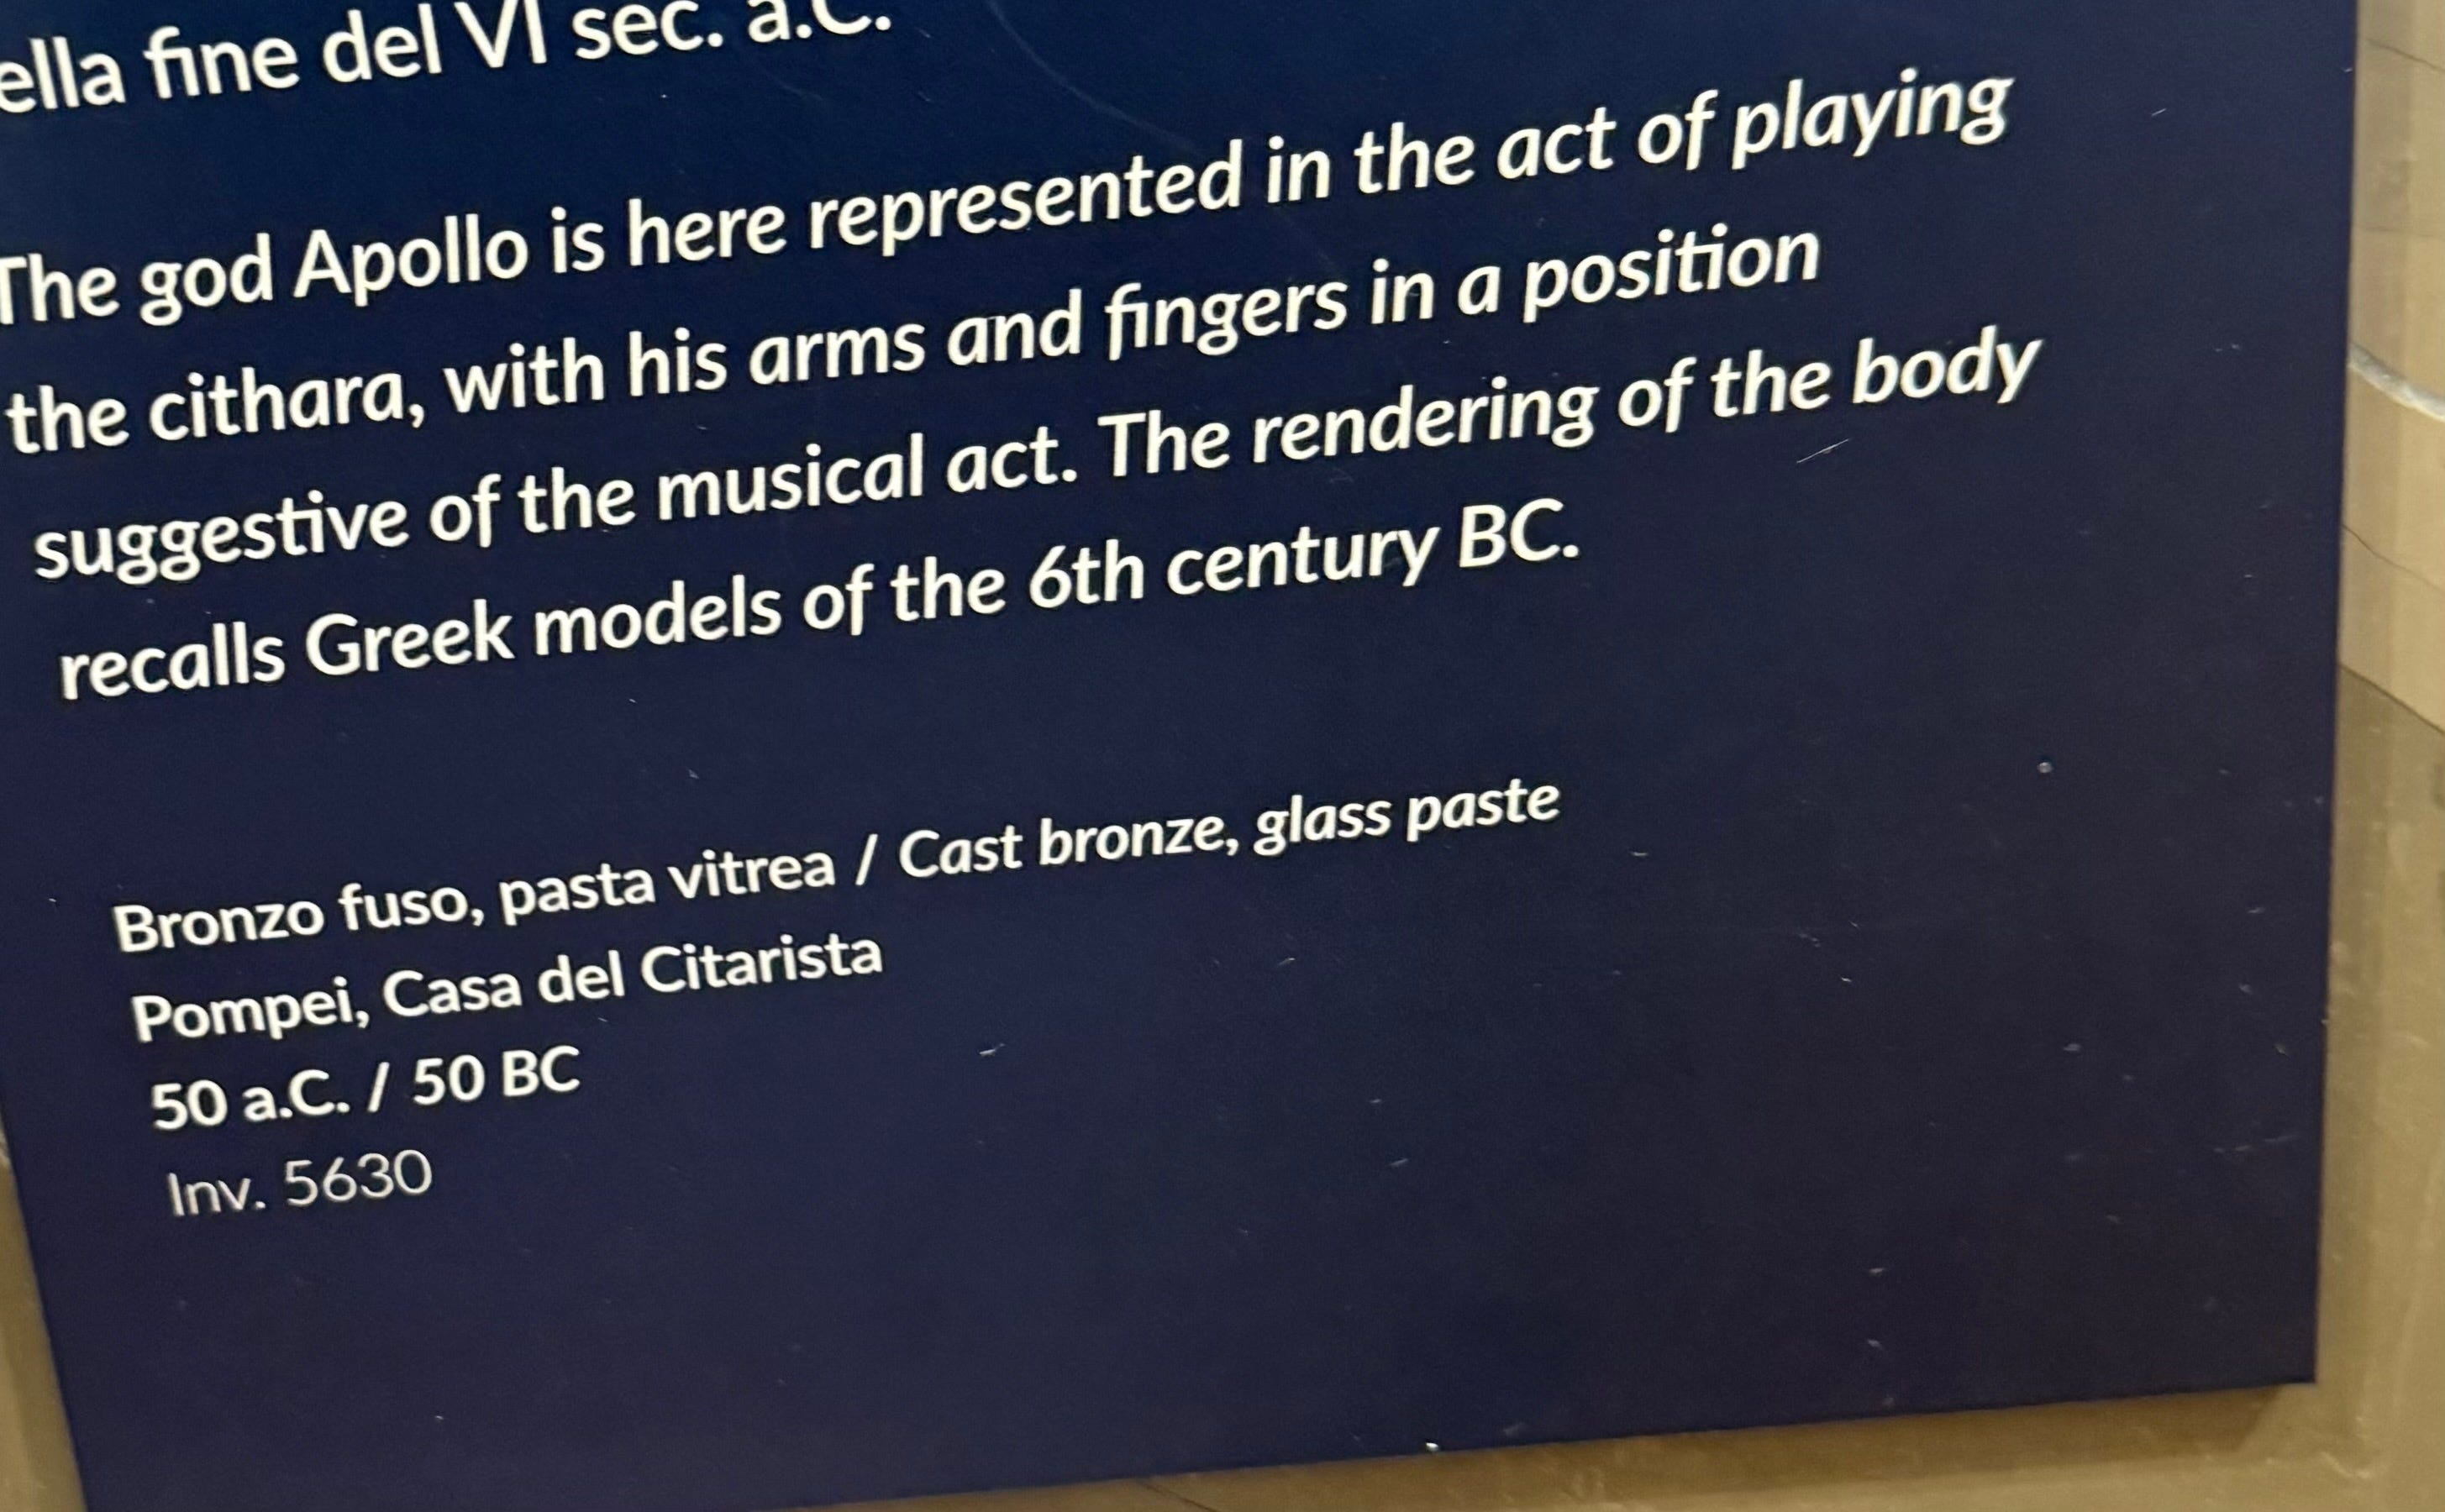 ella fine del VI sec. a.C.
The god Apollo is here represented in the act of playing
the cithara, with his arms and fingers in a position
suggestive of the musical act. The rendering of the body
recalls Greek models of the 6th century BC.
Bronzo fuso, pasta vitrea / Cast bronze, glass paste
Pompei, Casa del Citarista
50 a.C. / 50 BC
Inv. 5630